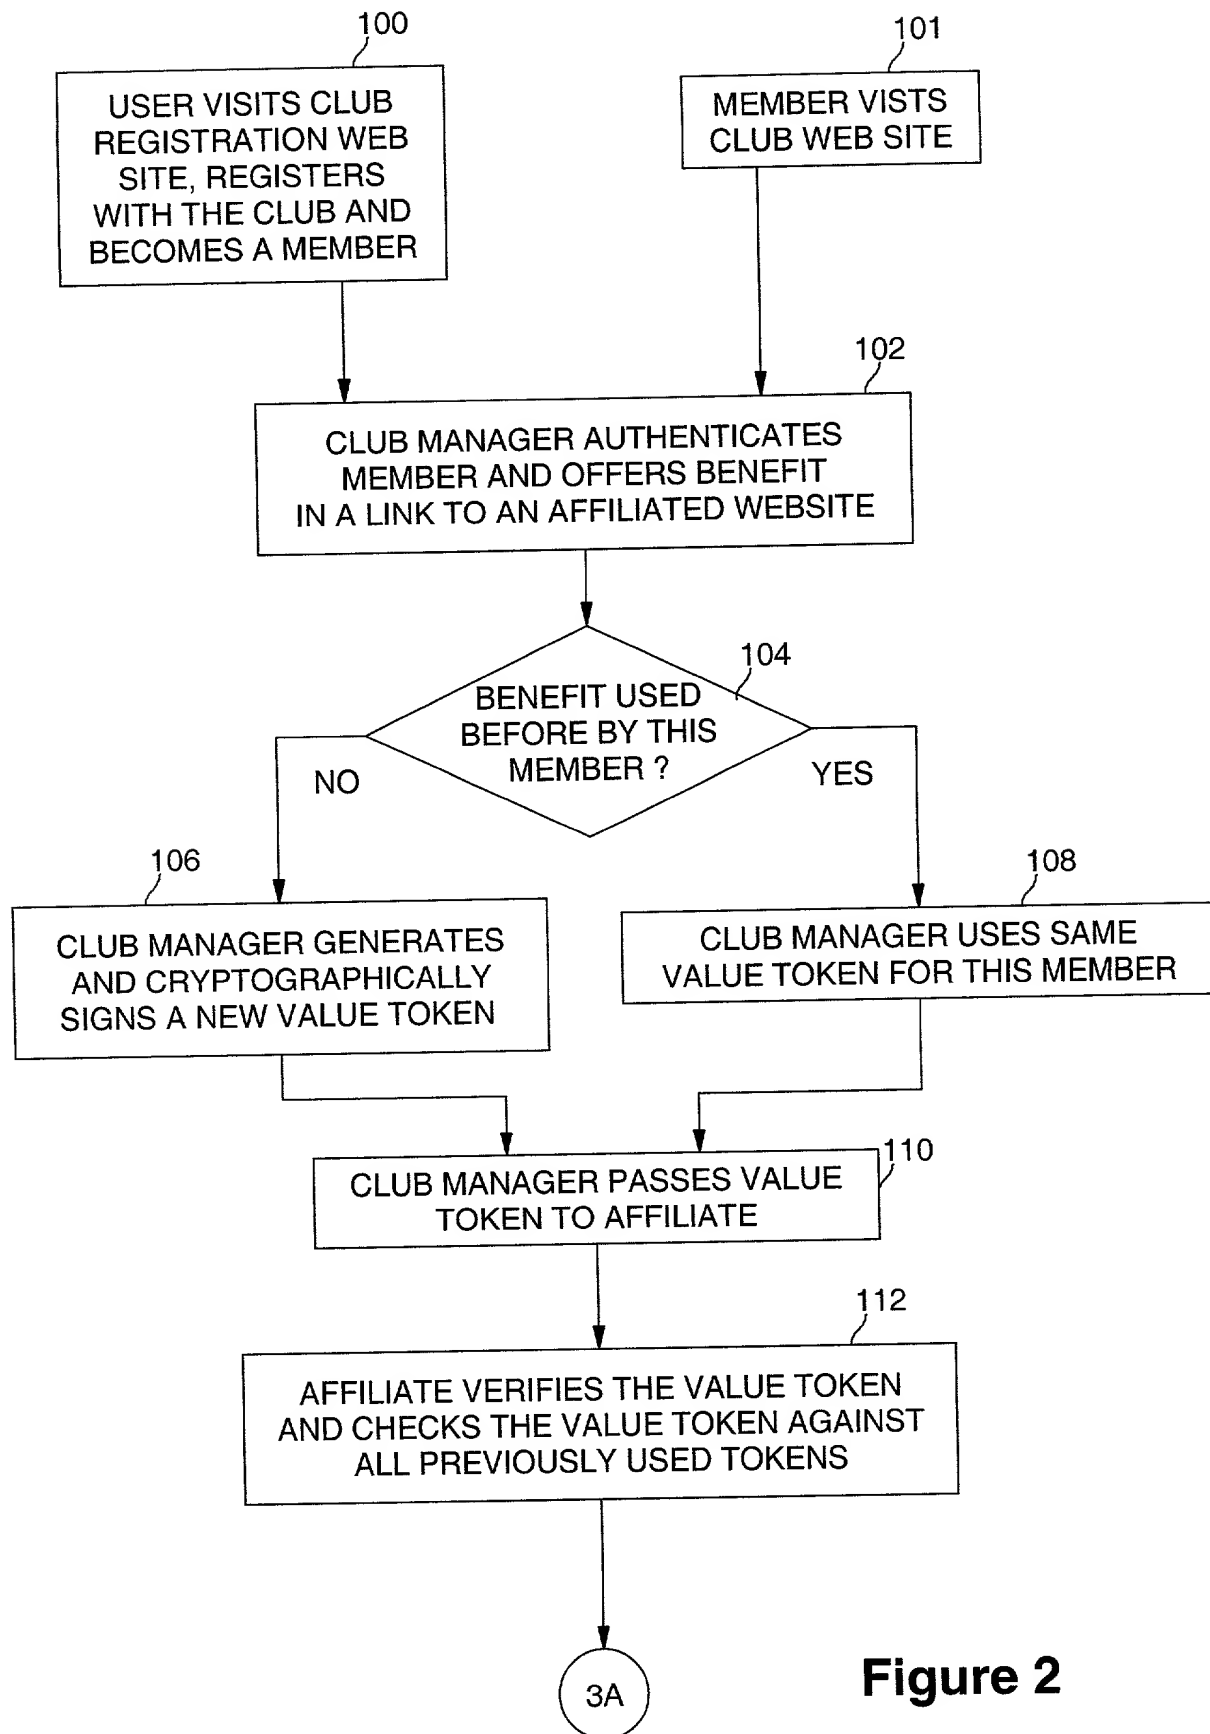 100
USER VISITS CLUB
REGISTRATION WEB
SITE, REGISTERS
WITH THE CLUB AND
BECOMES A MEMBER
101
MEMBER VISTS
CLUB WEB SITE
102
CLUB MANAGER AUTHENTICATES
MEMBER AND OFFERS BENEFIT
IN A LINK TO AN AFFILIATED WEBSITE
104
BENEFIT USED
BEFORE BY THIS
MEMBER ?
NO
YES
106
CLUB MANAGER GENERATES
AND CRYPTOGRAPHICALLY
SIGNS A NEW VALUE TOKEN
108
CLUB MANAGER USES SAME
VALUE TOKEN FOR THIS MEMBER
110
CLUB MANAGER PASSES VALUE
TOKEN TO AFFILIATE
112
AFFILIATE VERIFIES THE VALUE TOKEN
AND CHECKS THE VALUE TOKEN AGAINST
ALL PREVIOUSLY USED TOKENS
3A
Figure 2